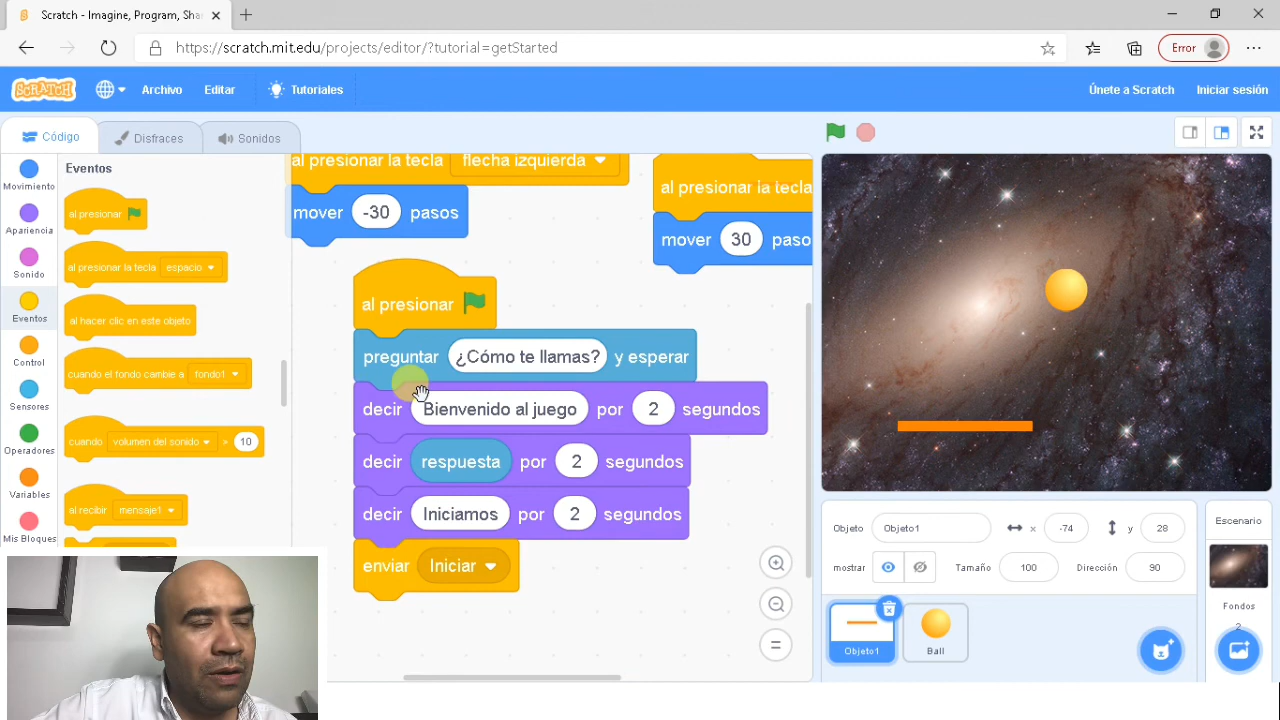 Scratch - Imagine, Program, Sha
https://scratch.mit.edu/projects/editor/?tutorial=getStarted
Error
SCRATCH
Archivo
Editar
Tutoriales
Únete a Scratch
Iniciar sesión
Código
Disfraces
Sonidos
Movimiento
Apariencia
Sonido
Eventos
Control
Sensores
Operadores
Variables
Mis Bloques
Eventos
al presionar
al presionar la tecla espacio
al hacer clic en este objeto
cuando el fondo cambie a fondo1
cuando volumen del sonido > 10
al recibir mensaje1
al presionar la tecla flecha izquierda
mover -30 pasos
al presionar la tecla
mover 30 paso
al presionar
preguntar ¿Cómo te llamas? y esperar
decir Bienvenido al juego por 2 segundos
decir respuesta por 2 segundos
decir Iniciamos por 2 segundos
enviar Iniciar
Objeto Objeto1 x -74 y 28
mostrar Tamaño 100 Dirección 90
Objeto1
Ball
Escenario
Fondos
2